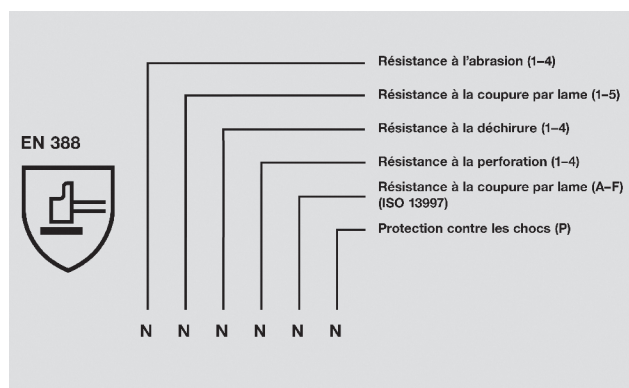 Résistance à l'abrasion (1–4)
Résistance à la coupure par lame (1–5)
EN 388
Résistance à la déchirure (1–4)
Résistance à la perforation (1–4)
Résistance à la coupure par lame (A–F)
(ISO 13997)
Protection contre les chocs (P)
N N N N N N